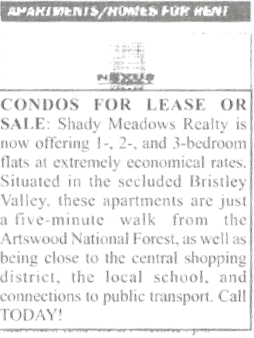 APARTMENTS/HOMES FOR RENT
NEXUS
CONDOS FOR LEASE OR
SALE: Shady Meadows Realty is
now offering 1-, 2-, and 3-bedroom
flats at extremely economical rates.
Situated in the secluded Bristley
Valley, these apartments are just
a five-minute walk from the
Artswood National Forest, as well as
being close to the central shopping
district, the local school, and
connections to public transport. Call
TODAY!